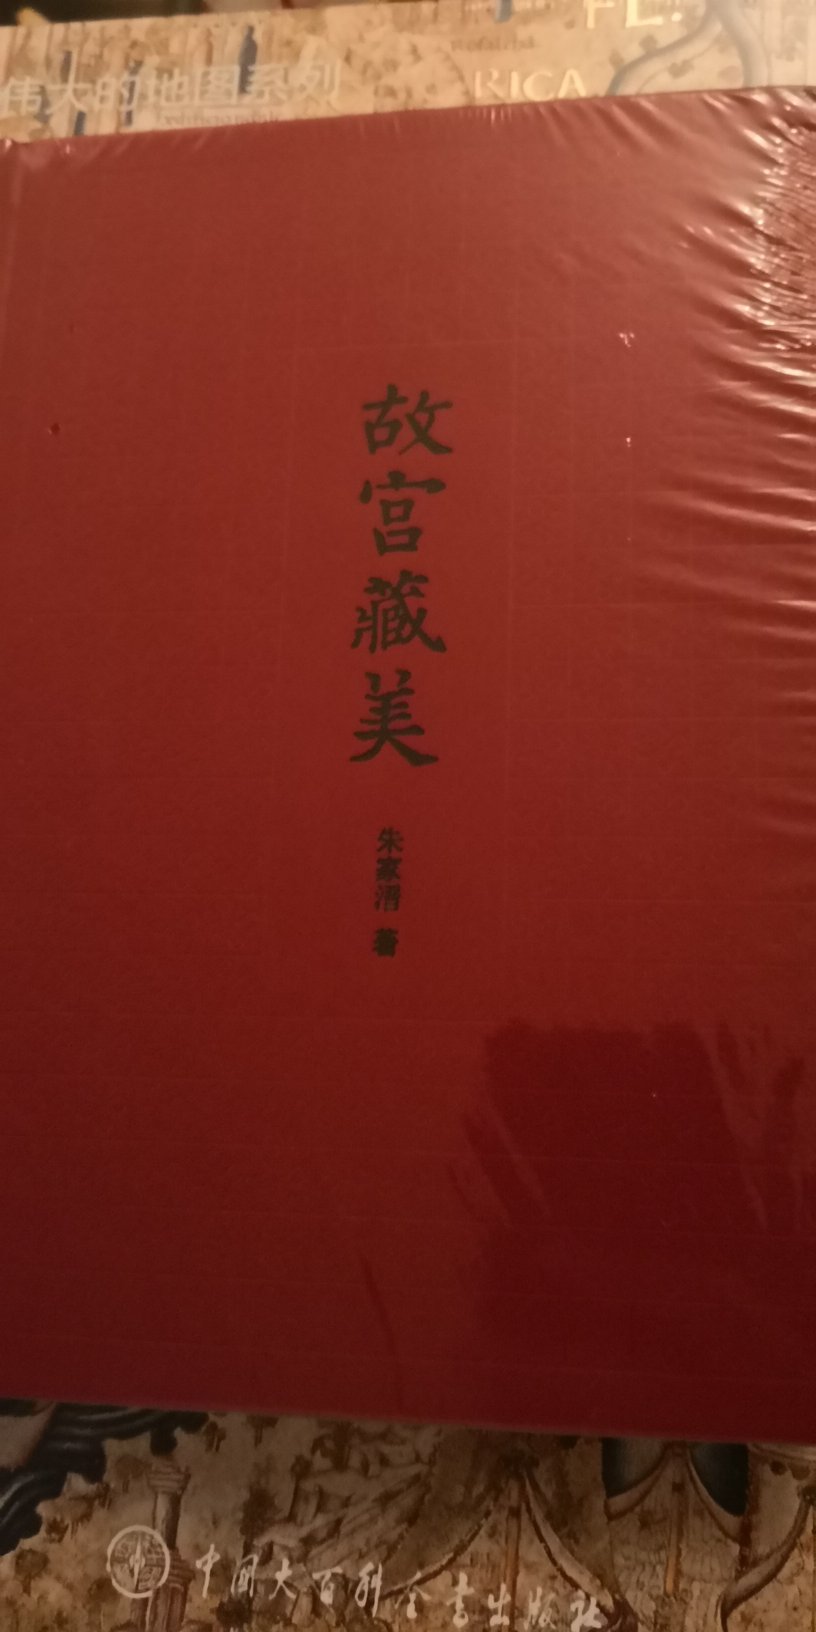 伟大的地图系列
RICA
故宫藏美
朱家溍 著
中国大百科全书出版社